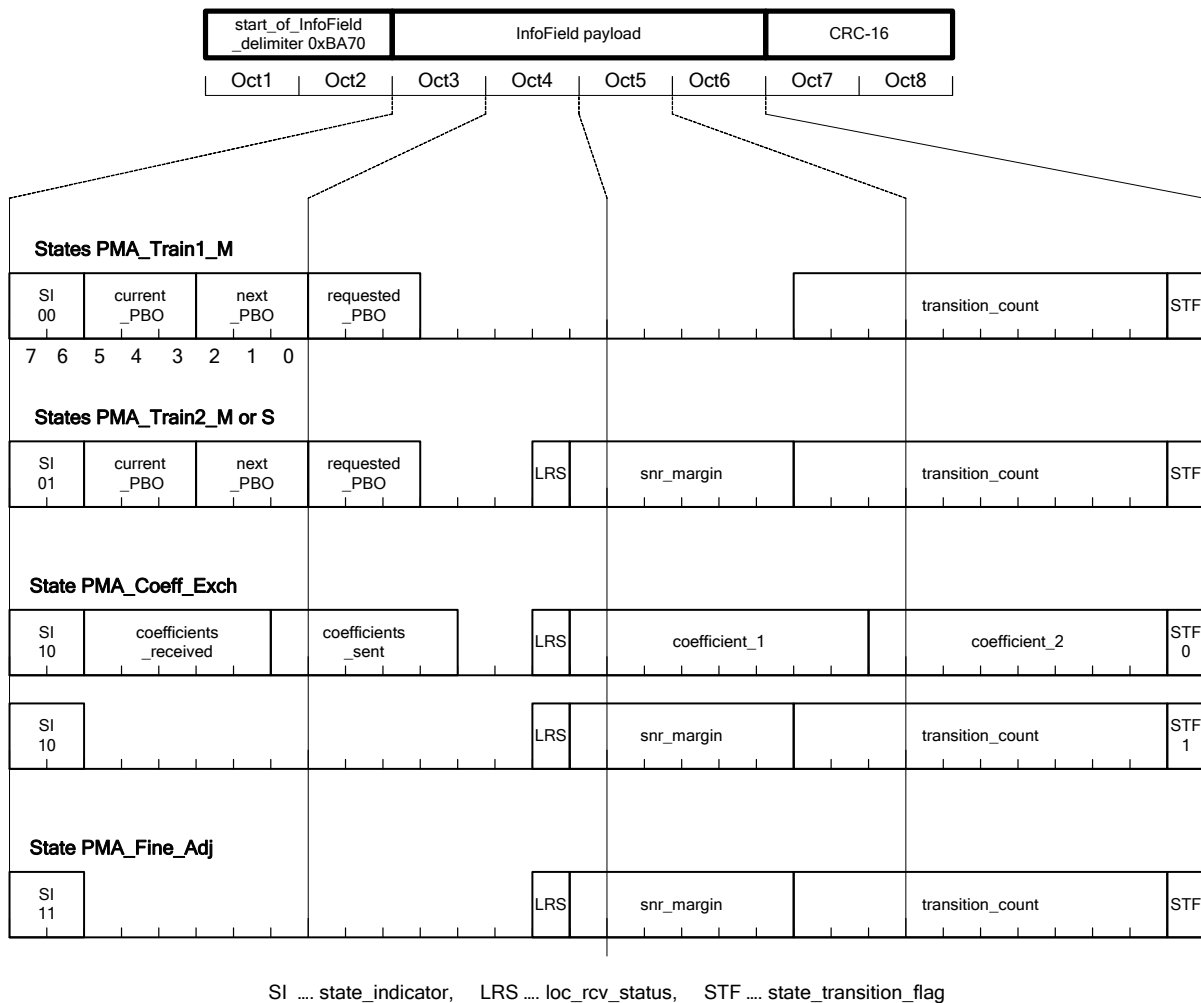 start_of_InfoField
_delimiter 0xBA70
InfoField payload
CRC-16
Oct1 Oct2 Oct3 Oct4 Oct5 Oct6 Oct7 Oct8
States PMA_Train1_M
SI
00
current
_PBO
next
_PBO
requested
_PBO
transition_count
STF
7 6 5 4 3 2 1 0
States PMA_Train2_M or S
SI
01
current
_PBO
next
_PBO
requested
_PBO
LRS
snr_margin
transition_count
STF
State PMA_Coeff_Exch
SI
10
coefficients
_received
coefficients
_sent
LRS
coefficient_1
coefficient_2
STF
0
SI
10
LRS
snr_margin
transition_count
STF
1
State PMA_Fine_Adj
SI
11
LRS
snr_margin
transition_count
STF
SI .... state_indicator, LRS .... loc_rcv_status, STF .... state_transition_flag